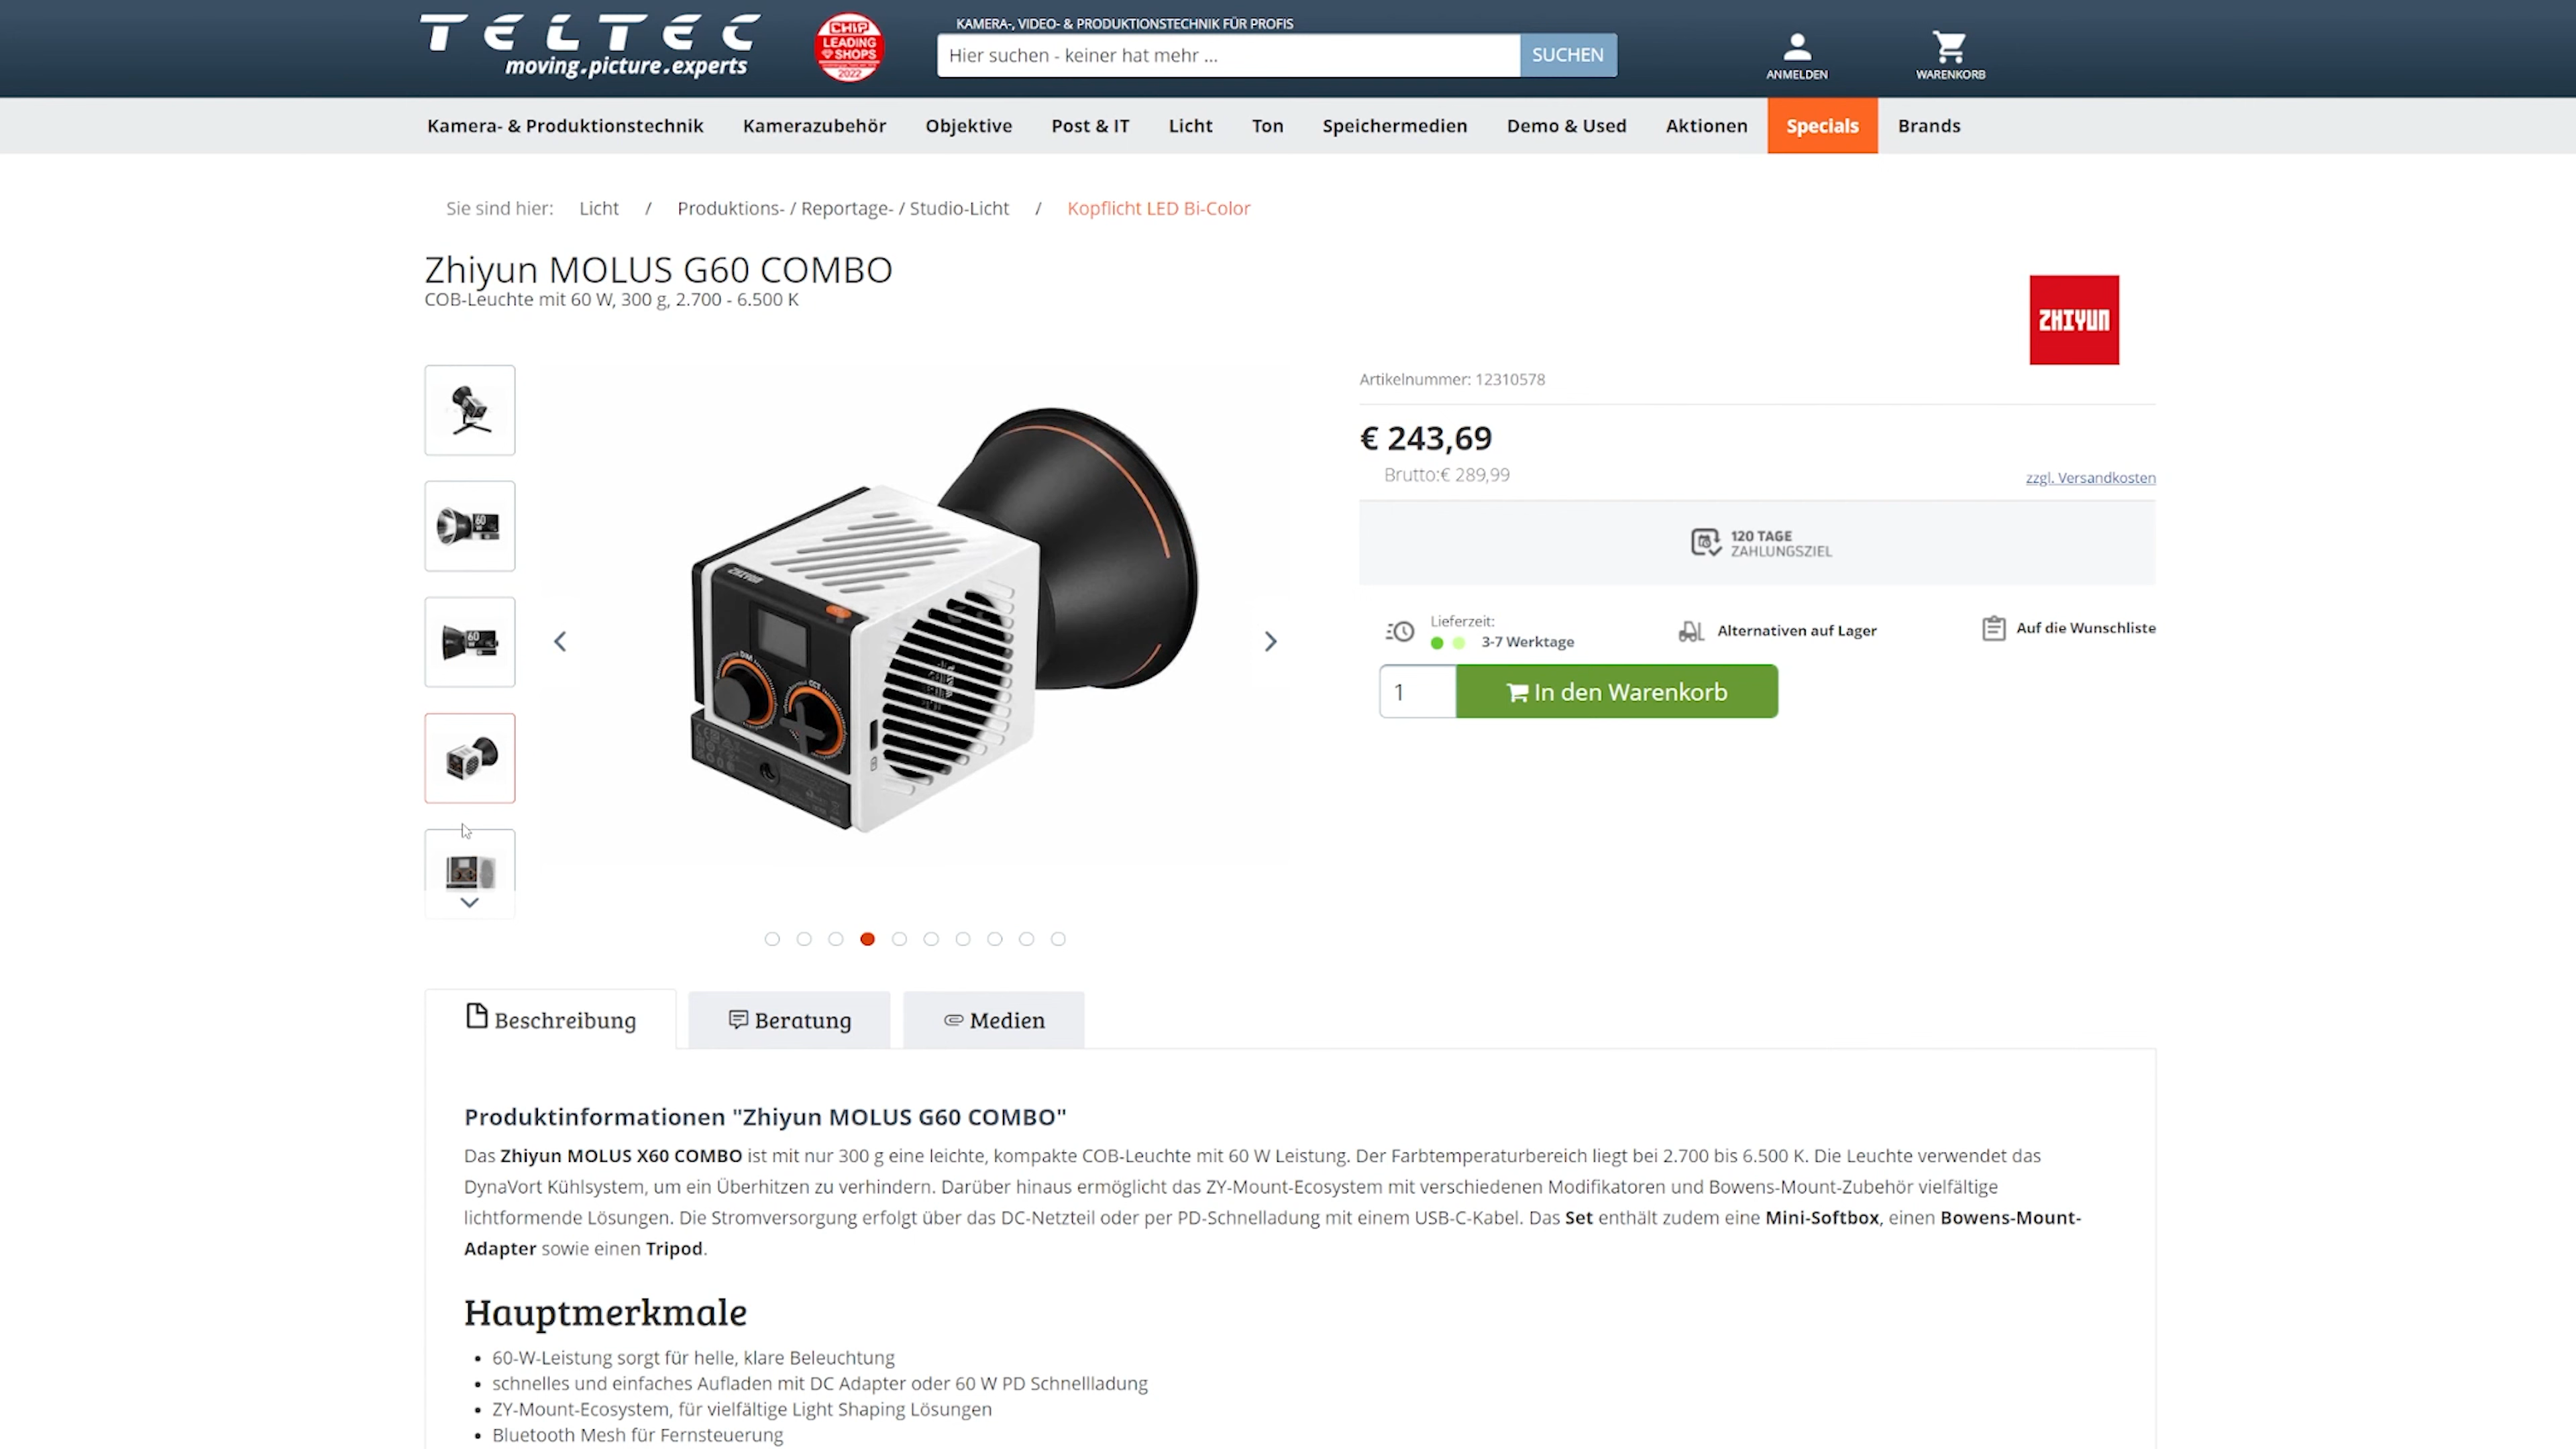 TELTEC
moving.picture.experts
CHIP
LEADING
SHOPS
2022
KAMERA-, VIDEO- & PRODUKTIONSTECHNIK FÜR PROFIS
Hier suchen - keiner hat mehr ...
SUCHEN
ANMELDEN
WARENKORB
Kamera- & Produktionstechnik Kamerazubehör Objektive Post & IT Licht Ton Speichermedien Demo & Used Aktionen Specials Brands
Sie sind hier: Licht / Produktions- / Reportage- / Studio-Licht / Kopflicht LED Bi-Color
Zhiyun MOLUS G60 COMBO
COB-Leuchte mit 60 W, 300 g, 2.700 - 6.500 K
ZHIYUN
60
60
ZHIYUN
DIM
CCT
Artikelnummer: 12310578
€ 243,69
Brutto:€ 289,99
zzgl. Versandkosten
120 TAGE
ZAHLUNGSZIEL
Lieferzeit:
3-7 Werktage
Alternativen auf Lager
Auf die Wunschliste
1
In den Warenkorb
Beschreibung
Beratung
Medien
Produktinformationen "Zhiyun MOLUS G60 COMBO"
Das Zhiyun MOLUS X60 COMBO ist mit nur 300 g eine leichte, kompakte COB-Leuchte mit 60 W Leistung. Der Farbtemperaturbereich liegt bei 2.700 bis 6.500 K. Die Leuchte verwendet das
DynaVort Kühlsystem, um ein Überhitzen zu verhindern. Darüber hinaus ermöglicht das ZY-Mount-Ecosystem mit verschiedenen Modifikatoren und Bowens-Mount-Zubehör vielfältige
lichtformende Lösungen. Die Stromversorgung erfolgt über das DC-Netzteil oder per PD-Schnelladung mit einem USB-C-Kabel. Das Set enthält zudem eine Mini-Softbox, einen Bowens-Mount-
Adapter sowie einen Tripod.
Hauptmerkmale
• 60-W-Leistung sorgt für helle, klare Beleuchtung
• schnelles und einfaches Aufladen mit DC Adapter oder 60 W PD Schnellladung
• ZY-Mount-Ecosystem, für vielfältige Light Shaping Lösungen
• Bluetooth Mesh für Fernsteuerung